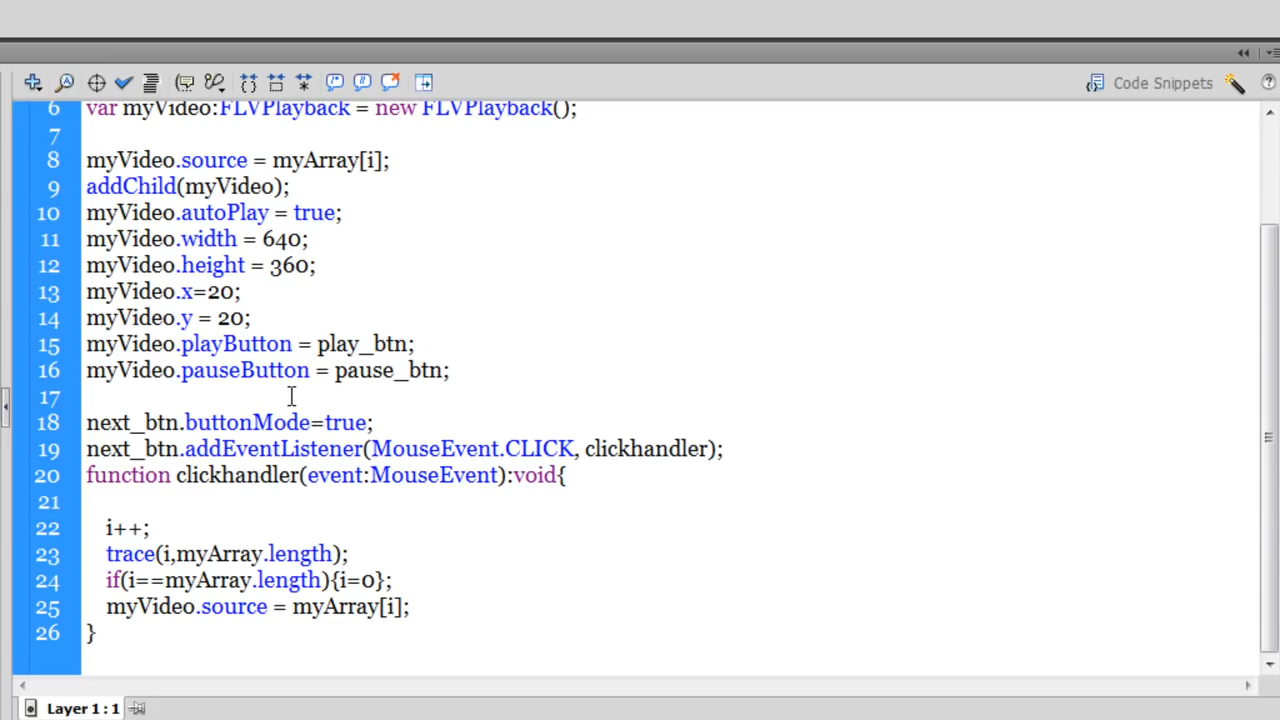 Code Snippets
6 var myVideo:FLVPlayback = new FLVPlayback();
7
8 myVideo.source = myArray[i];
9 addChild(myVideo);
10 myVideo.autoPlay = true;
11 myVideo.width = 640;
12 myVideo.height = 360;
13 myVideo.x=20;
14 myVideo.y = 20;
15 myVideo.playButton = play_btn;
16 myVideo.pauseButton = pause_btn;
17
18 next_btn.buttonMode=true;
19 next_btn.addEventListener(MouseEvent.CLICK, clickhandler);
20 function clickhandler(event:MouseEvent):void{
21
22 i++;
23 trace(i,myArray.length);
24 if(i==myArray.length){i=0};
25 myVideo.source = myArray[i];
26 }
Layer 1 : 1